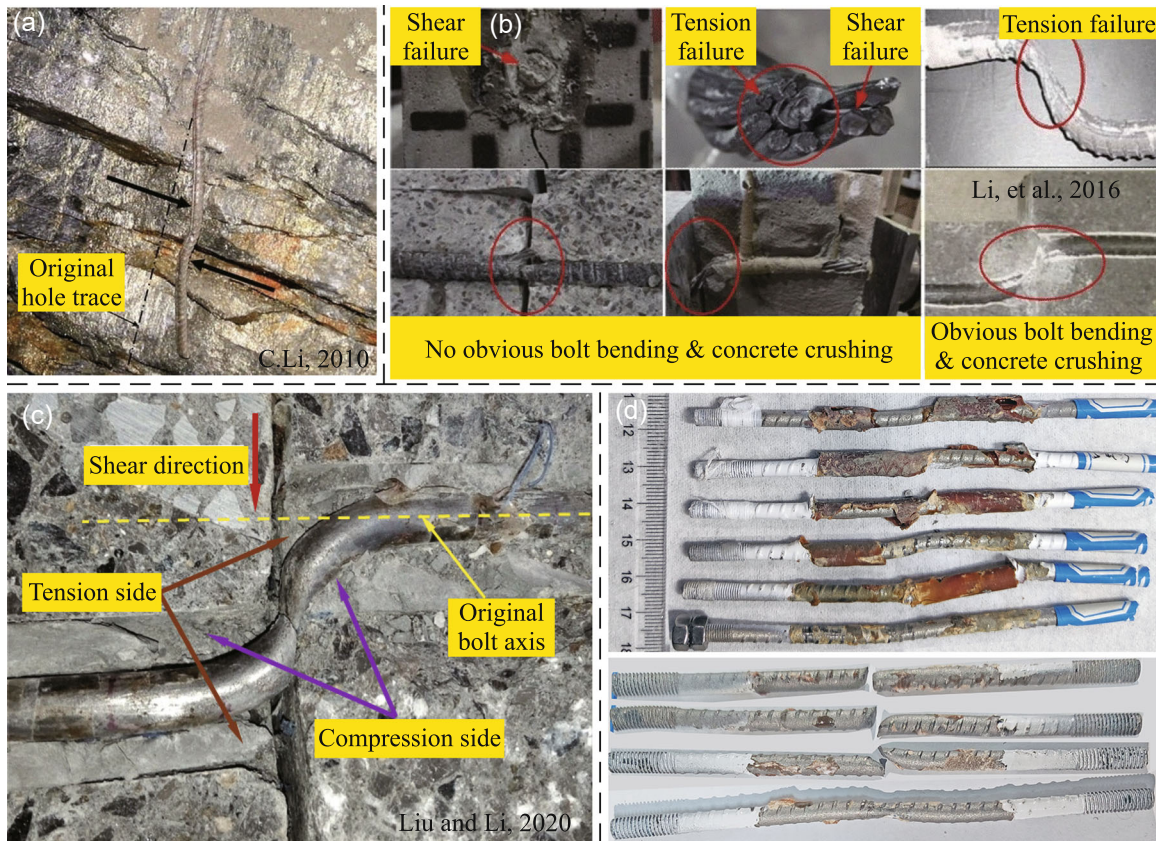 (a)
Original
hole trace
C.Li, 2010
(b)
Shear
failure
Tension
failure
Shear
failure
Tension failure
Li, et al., 2016
No obvious bolt bending & concrete crushing
Obvious bolt bending
& concrete crushing
(c)
Shear direction
Tension side
Original
bolt axis
Compression side
Liu and Li, 2020
(d)
12
13
14
15
16
17
18